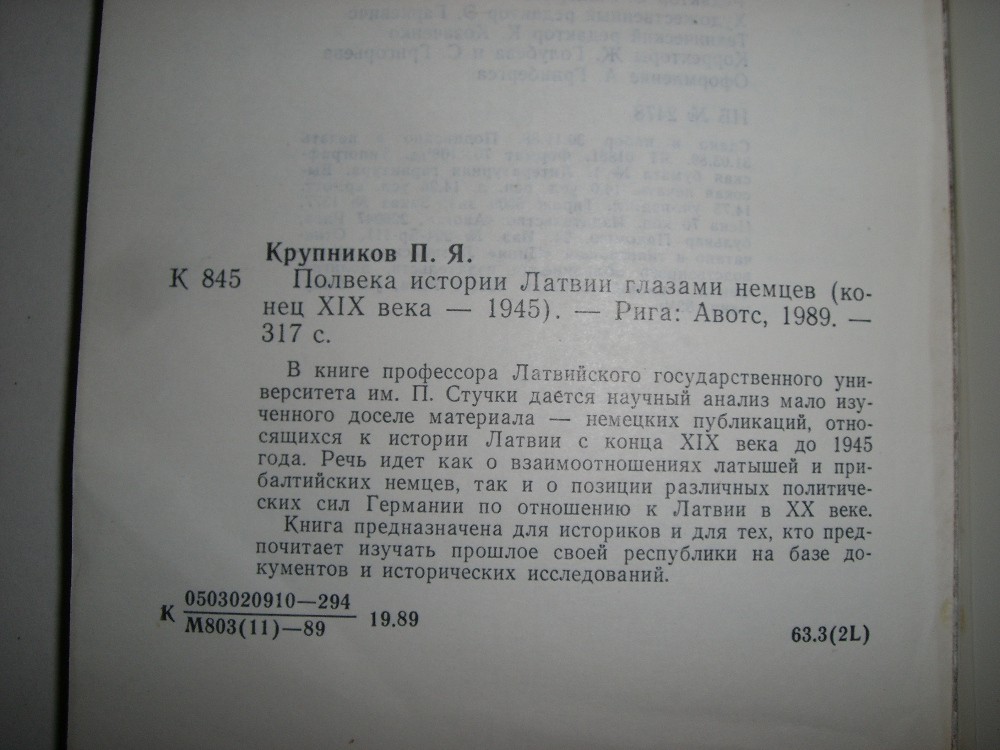 Крупников П. Я.
К 845 Полвека истории Латвии глазами немцев (ко-
нец XIX века — 1945). — Рига: Авотс, 1989. —
317 с.
В книге профессора Латвийского государственного уни-
верситета им. П. Стучки дается научный анализ мало изу-
ченного доселе материала — немецких публикаций, отно-
сящихся к истории Латвии с конца XIX века до 1945
года. Речь идет как о взаимоотношениях латышей и при-
балтийских немцев, так и о позиции различных политиче-
ских сил Германии по отношению к Латвии в XX веке.
Книга предназначена для историков и для тех, кто пред-
почитает изучать прошлое своей республики на базе до-
кументов и исторических исследований.
К 0503020910—294
М803(11)—89 19.89
63.3(2L)